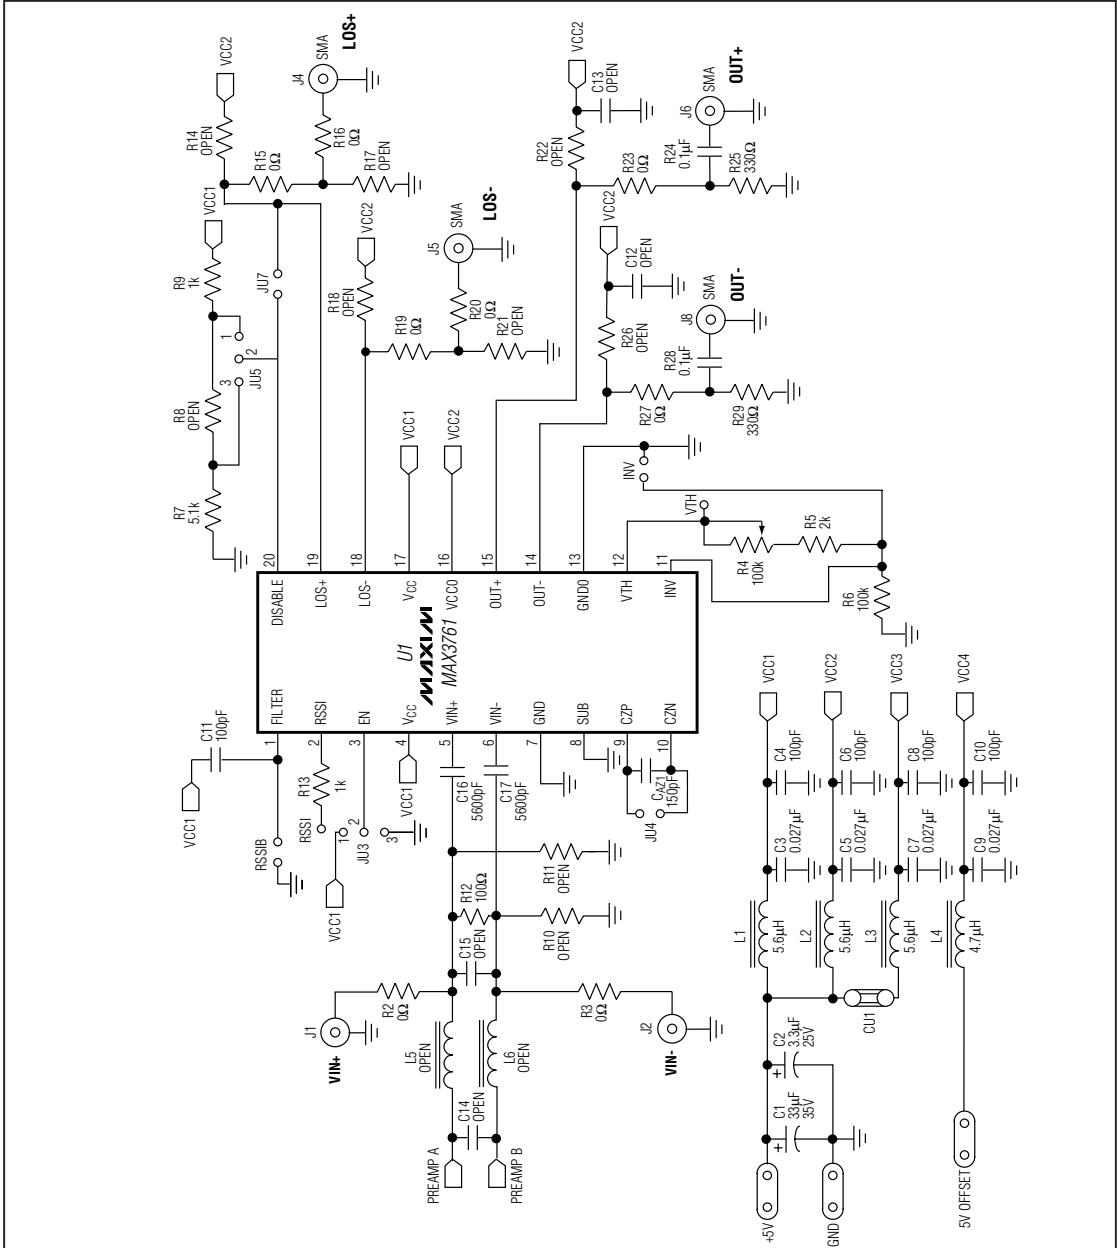 VCC1
C11
100pF
RSSIB
R13
1k
RSSI
VCC1
1
2
3
JU3
VCC1
C16
5600pF
C17
5600pF
JU4
CAZ1
150pF
R11
OPEN
R12
100Ω
R10
OPEN
C15
OPEN
J1
VIN+
R2
0Ω
L5
OPEN
L6
OPEN
R3
0Ω
J2
VIN-
C14
OPEN
PREAMP A
PREAMP B
U1
MAXIM
MAX3761
1
FILTER
2
RSSI
3
EN
4
VCC
5
VIN+
6
VIN-
7
GND
8
SUB
9
CZP
10
CZN
20
DISABLE
19
LOS+
18
LOS-
17
VCC
16
VCC0
15
OUT+
14
OUT-
13
GND0
12
VTH
11
INV
R7
5.1k
R8
OPEN
R9
1k
VCC1
1
2
3
JU5
JU7
R14
OPEN
VCC2
R15
0Ω
R16
0Ω
R17
OPEN
J4
SMA
LOS+
R18
OPEN
VCC2
R19
0Ω
R20
0Ω
R21
OPEN
J5
SMA
LOS-
VCC1
VCC2
R22
OPEN
C13
OPEN
VCC2
R23
0Ω
R24
0.1µF
R25
330Ω
J6
SMA
OUT+
R26
OPEN
C12
OPEN
VCC2
R27
0Ω
R28
0.1µF
R29
330Ω
J8
SMA
OUT-
INV
VTH
R4
100k
R5
2k
R6
100k
+5V
GND
C1
33µF
35V
C2
3.3µF
25V
CU1
5V OFFSET
L1
5.6µH
C3
0.027µF
C4
100pF
VCC1
L2
5.6µH
C5
0.027µF
C6
100pF
VCC2
L3
5.6µH
C7
0.027µF
C8
100pF
VCC3
L4
4.7µH
C9
0.027µF
C10
100pF
VCC4